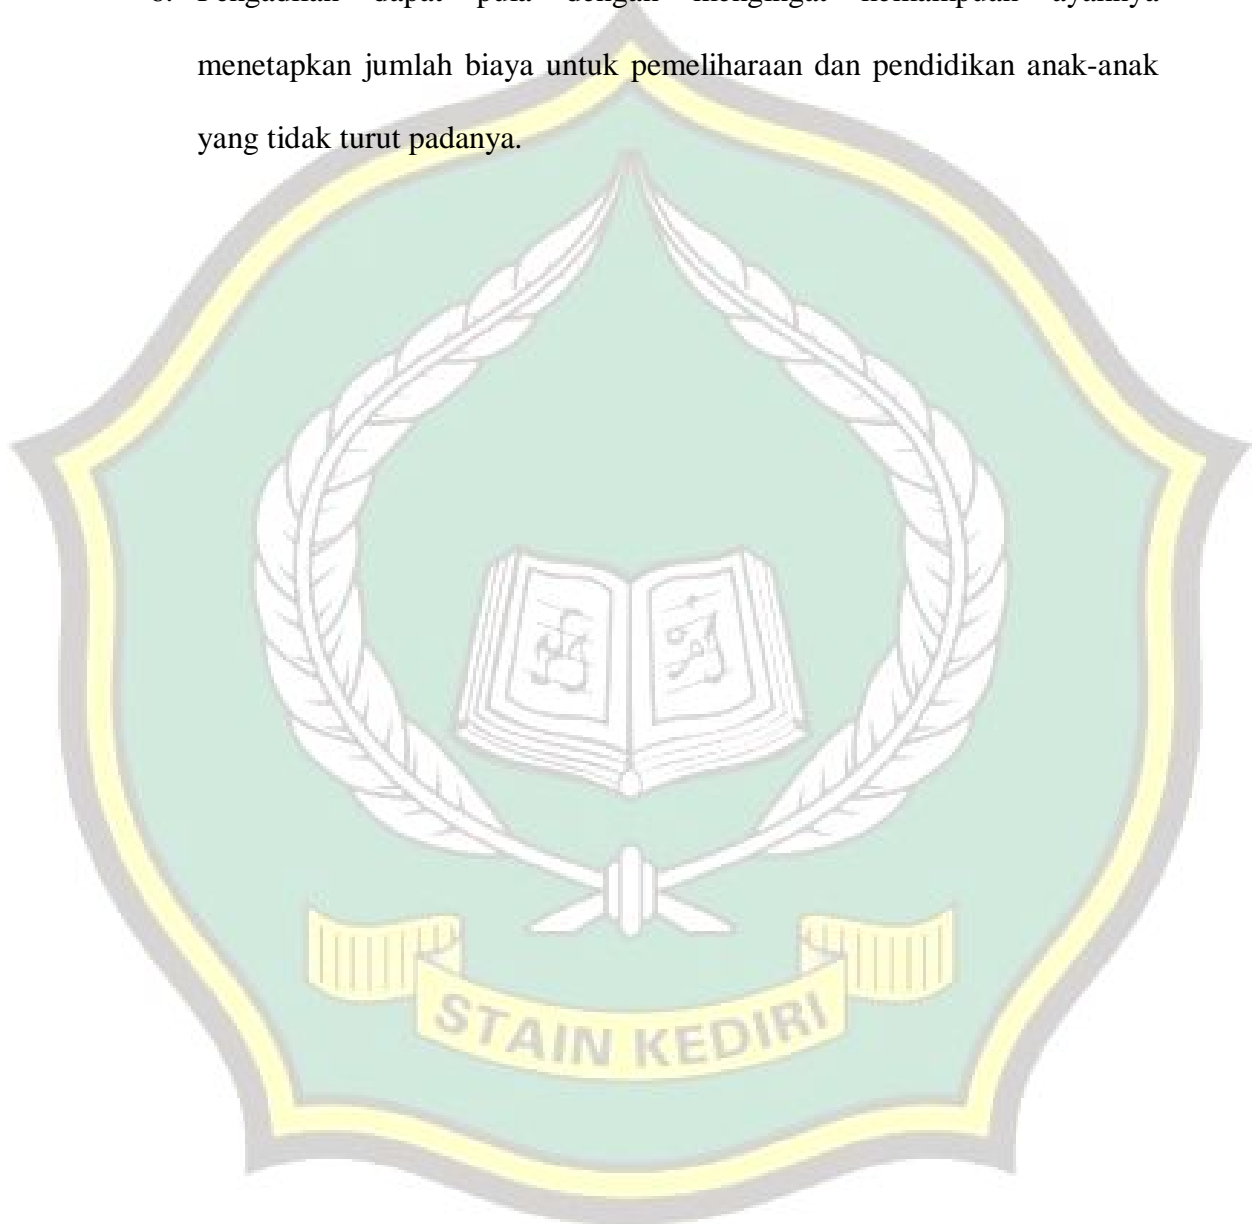 Pengadilan dapat pula dengan mengingat kemampuan ayahnya
menetapkan jumlah biaya untuk pemeliharaan dan pendidikan anak-anak
yang tidak turut padanya.
STAIN KEDIRI